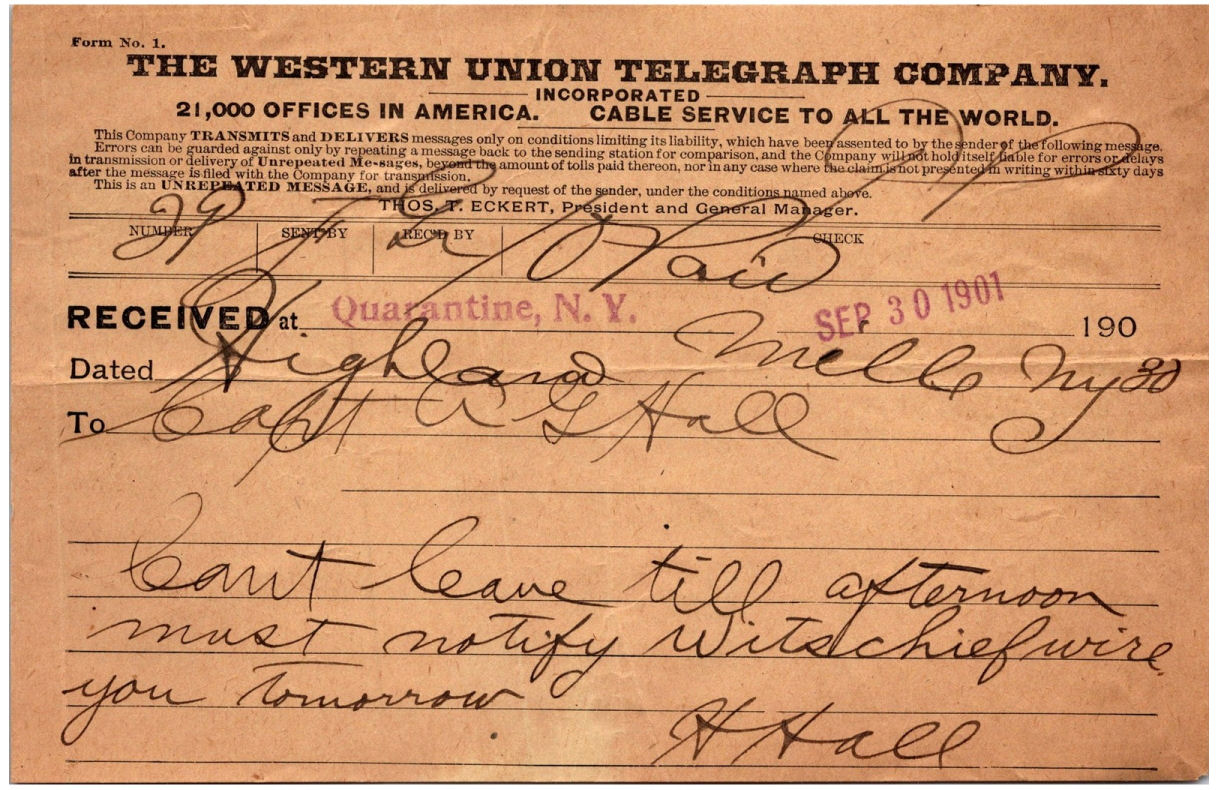 Form No. 1.
THE WESTERN UNION TELEGRAPH COMPANY.
INCORPORATED
21,000 OFFICES IN AMERICA. CABLE SERVICE TO ALL THE WORLD.
This Company TRANSMITS and DELIVERS messages only on conditions limiting its liability, which have been assented to by the sender of the following message.
Errors can be guarded against only by repeating a message back to the sending station for comparison, and the Company will not hold itself liable for errors or delays
in transmission or delivery of Unrepeated Messages, beyond the amount of tolls paid thereon, nor in any case where the claim is not presented in writing within sixty days
after the message is filed with the Company for transmission.
This is an UNREPEATED MESSAGE, and is delivered by request of the sender, under the conditions named above.
THOS. T. ECKERT, President and General Manager.
NUMBER SENT BY REC'D BY CHECK
29 10 Paid
RECEIVED at Quarantine, N. Y. SEP 30 1901 190
Dated Highland Mills Ny 30
To Capt A G Hall
Cant leave till afternoon
must notify Witschief wire
you tomorrow
H Hall